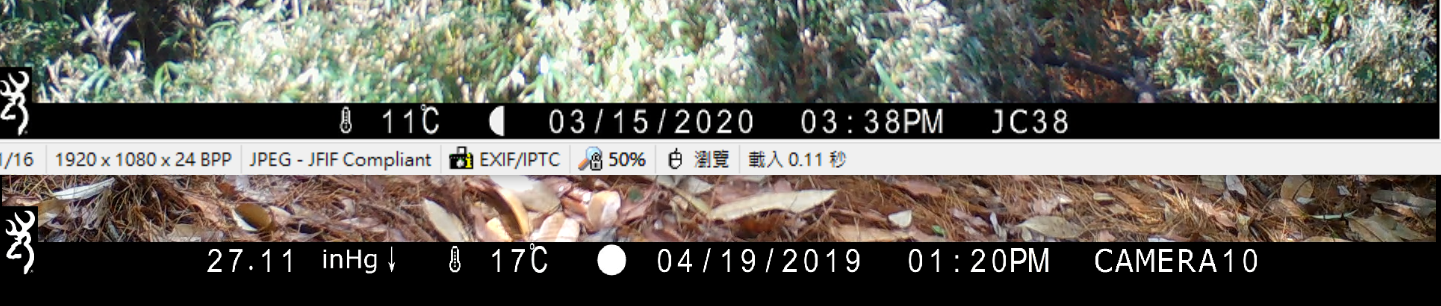 11℃ 03/15/2020 03:38PM JC38
1/16 1920 x 1080 x 24 BPP JPEG - JFIF Compliant EXIF/IPTC 50% 瀏覽 載入 0.11 秒
27.11 inHg↓ 17℃ 04/19/2019 01:20PM CAMERA10